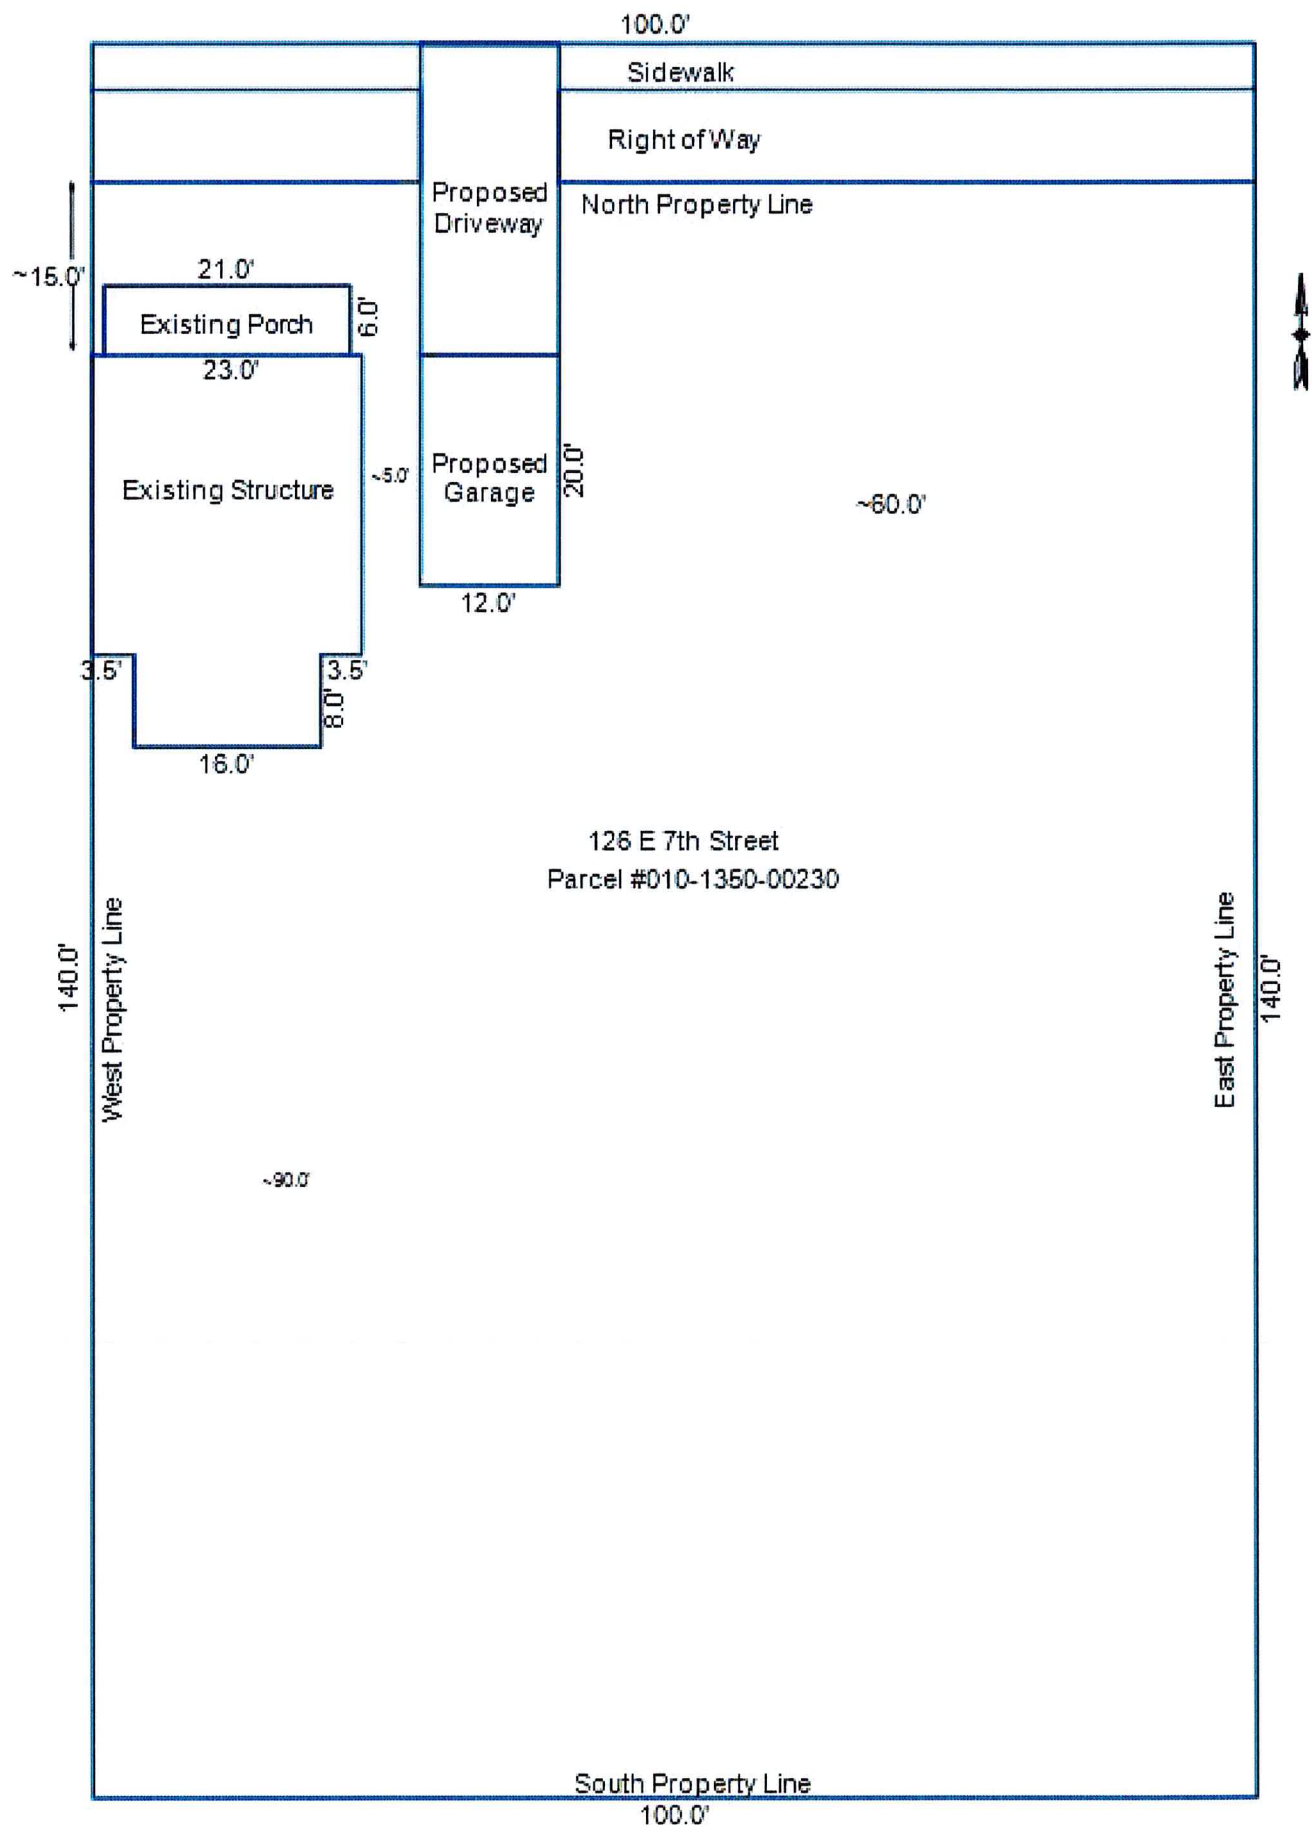 100.0'
Sidewalk
Right of Way
Proposed
Driveway
North Property Line
~15.0'
21.0'
Existing Porch
6.0'
23.0'
Existing Structure
~5.0'
Proposed
Garage
20.0'
~60.0'
12.0'
3.5'
3.5'
8.0'
16.0'
126 E 7th Street
Parcel #010-1350-00230
140.0'
West Property Line
East Property Line
140.0'
~90.0'
South Property Line
100.0'